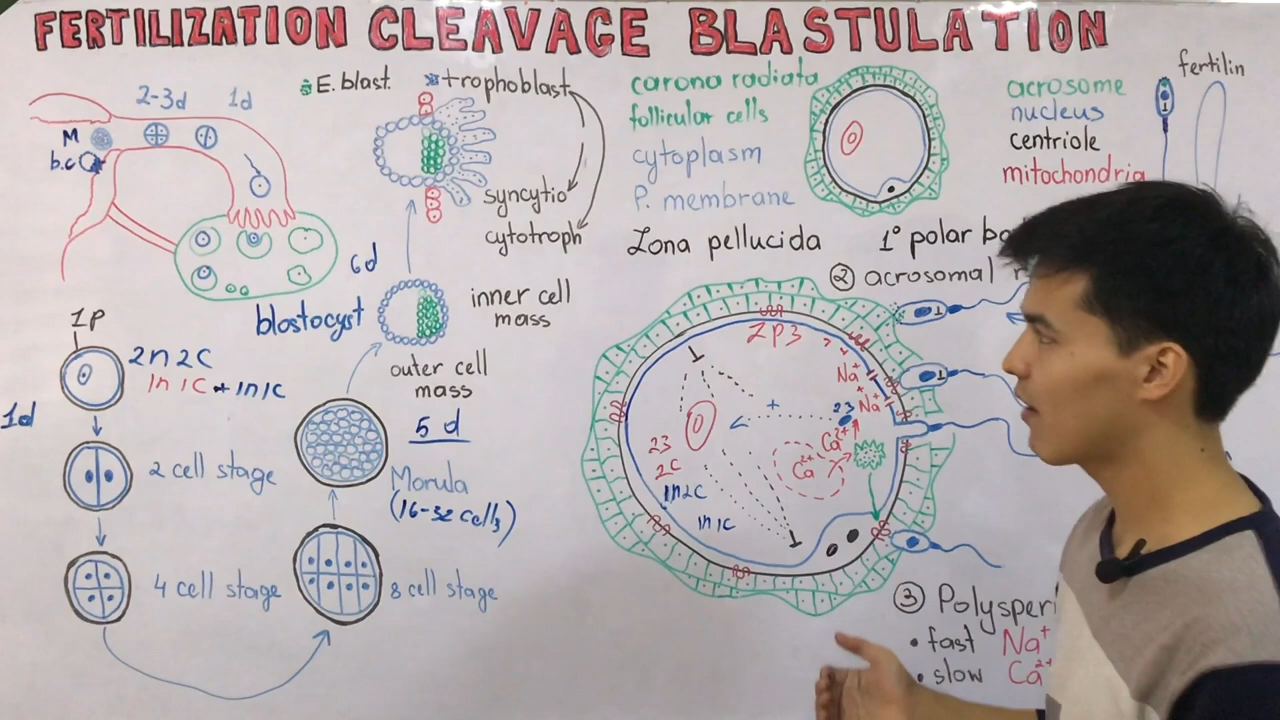 FERTILIZATION CLEAVAGE BLASTULATION
2-3d 1d
M
b.c
E. blast. trophoblast
syncytio
cytotroph
6d
blastocyst
inner cell
mass
outer cell
mass
5 d
Morula
(16-32 cells)
1P
2n2C
1n1C + 1n1C
1d
2 cell stage
4 cell stage
8 cell stage
carona radiata
follicular cells
cytoplasm
P. membrane
Zona pellucida
1° polar bo
acrosome
nucleus
centriole
mitochondria
fertilin
② acrosomal r
ZP3
Na+
Na+
23
Ca2+
Ca2+
+
23
2C
1n2C
1n1C
③ Polysper
• fast Na+
• slow Ca2+